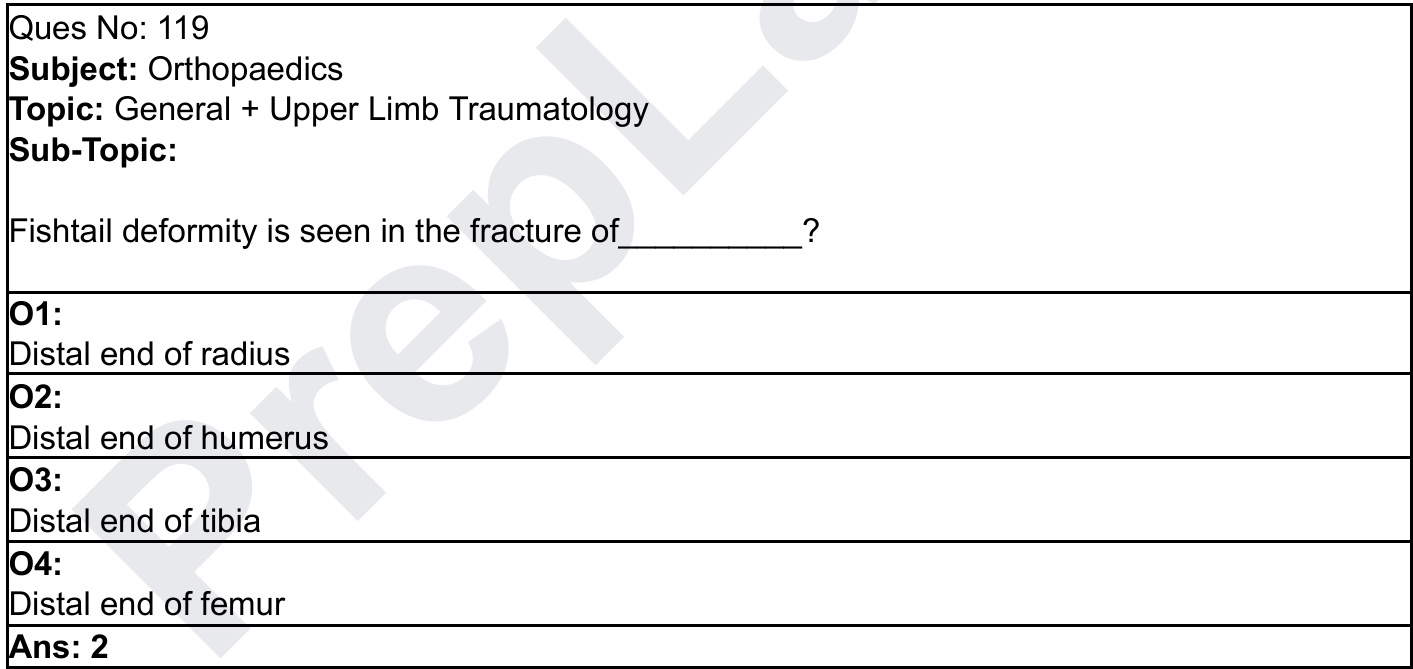 Ques No: 119
Subject: Orthopaedics
Topic: General + Upper Limb Traumatology
Sub-Topic:
Fishtail deformity is seen in the fracture of__________?
O1:
Distal end of radius
O2:
Distal end of humerus
O3:
Distal end of tibia
O4:
Distal end of femur
Ans: 2